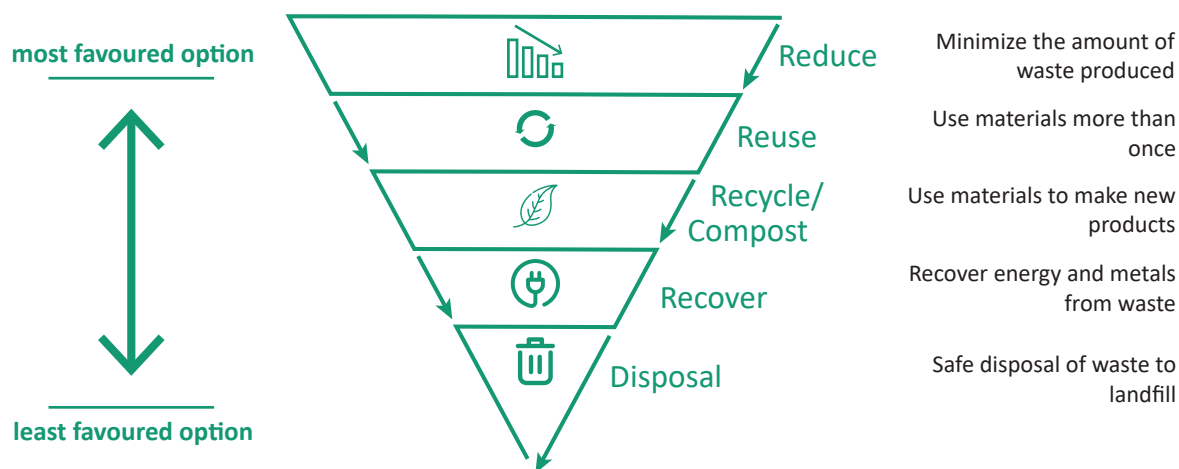 most favoured option
Reduce
Minimize the amount of
waste produced
Reuse
Use materials more than
once
Recycle/
Compost
Use materials to make new
products
Recover
Recover energy and metals
from waste
Disposal
Safe disposal of waste to
landfill
least favoured option